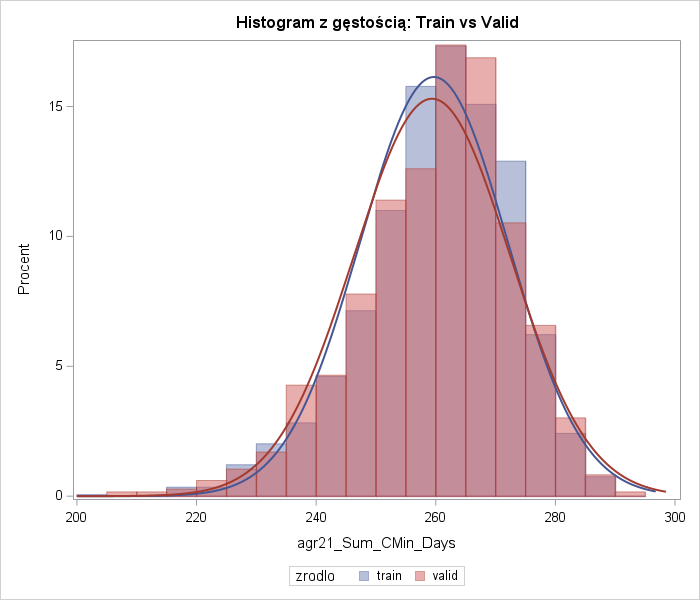 Histogram z gęstością: Train vs Valid
Procent
15
10
5
0
200 220 240 260 280 300
agr21_Sum_CMin_Days
zrodlo train valid